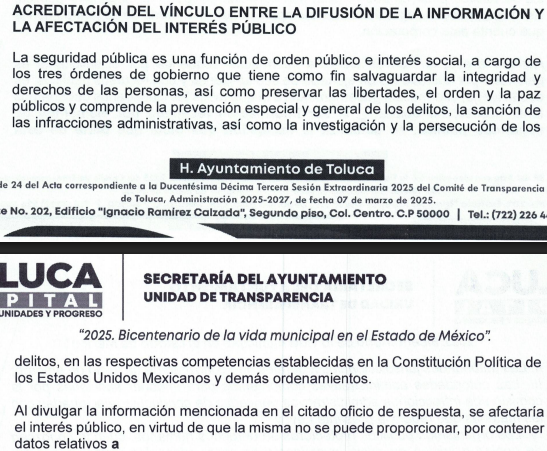 ACREDITACIÓN DEL VÍNCULO ENTRE LA DIFUSIÓN DE LA INFORMACIÓN Y
LA AFECTACIÓN DEL INTERÉS PÚBLICO
La seguridad pública es una función de orden público e interés social, a cargo de
los tres órdenes de gobierno que tiene como fin salvaguardar la integridad y
derechos de las personas, así como preservar las libertades, el orden y la paz
públicos y comprende la prevención especial y general de los delitos, la sanción de
las infracciones administrativas, así como la investigación y la persecución de los
H. Ayuntamiento de Toluca
de 24 del Acta correspondiente a la Ducentésima Décima Tercera Sesión Extraordinaria 2025 del Comité de Transparencia
de Toluca, Administración 2025-2027, de fecha 07 de marzo de 2025.
e No. 202, Edificio "Ignacio Ramírez Calzada", Segundo piso, Col. Centro. C.P 50000 | Tel.: (722) 226 4
LUCA
PITAL
UNIDADES Y PROGRESO
SECRETARÍA DEL AYUNTAMIENTO
UNIDAD DE TRANSPARENCIA
"2025. Bicentenario de la vida municipal en el Estado de México".
delitos, en las respectivas competencias establecidas en la Constitución Política de
los Estados Unidos Mexicanos y demás ordenamientos.
Al divulgar la información mencionada en el citado oficio de respuesta, se afectaría
el interés público, en virtud de que la misma no se puede proporcionar, por contener
datos relativos a